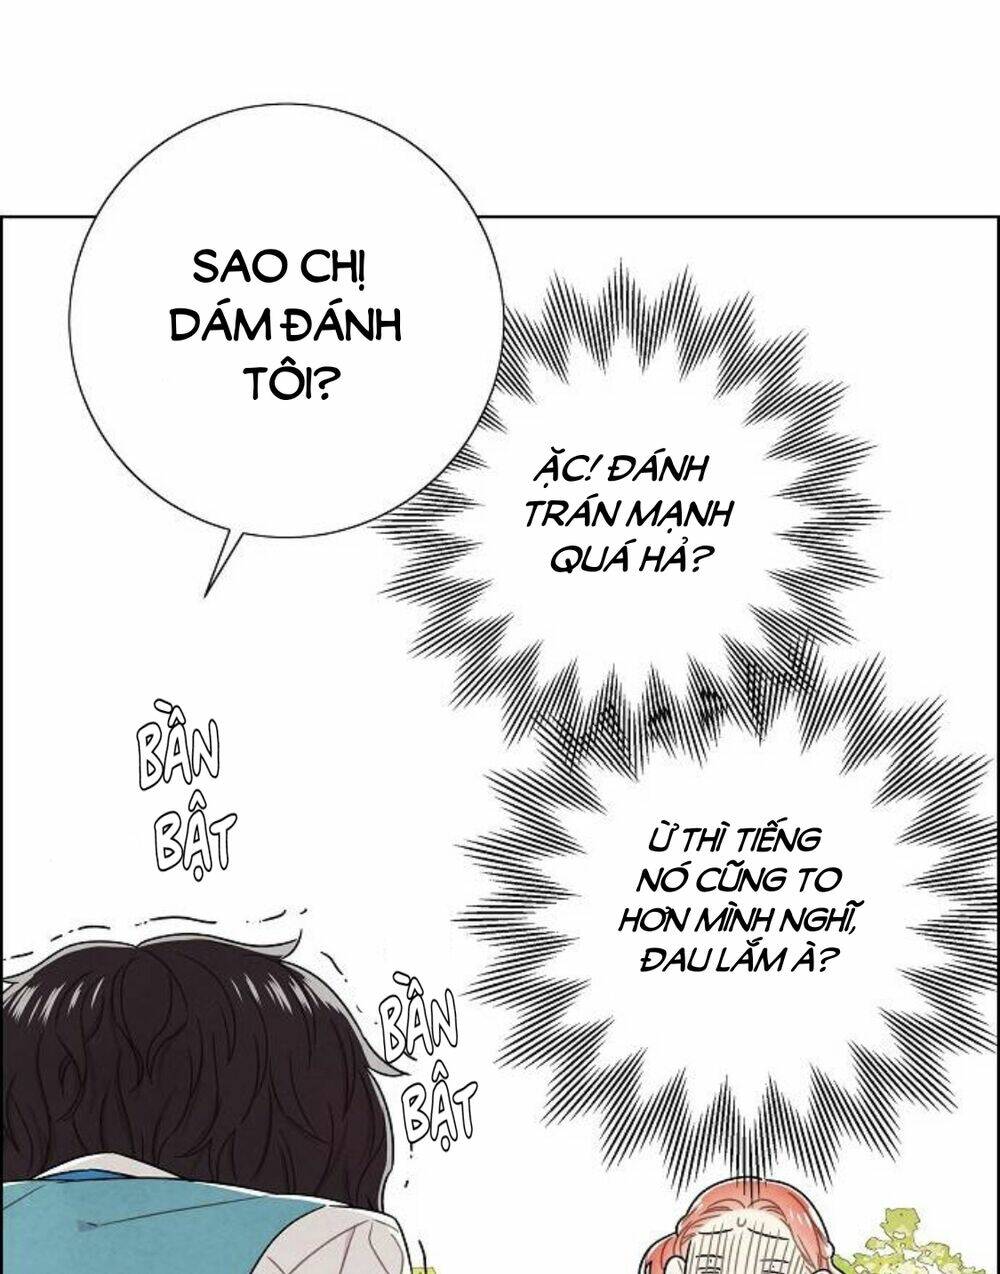 SAO CHỊ
DÁM ĐÁNH
TÔI?
ẶC! ĐÁNH
TRÁN MẠNH
QUÁ HẢ?
BẦN
BẬT
Ừ THÌ TIẾNG
NÓ CŨNG TO
HƠN MÌNH NGHĨ,
ĐAU LẮM À?
BẦN
BẬT